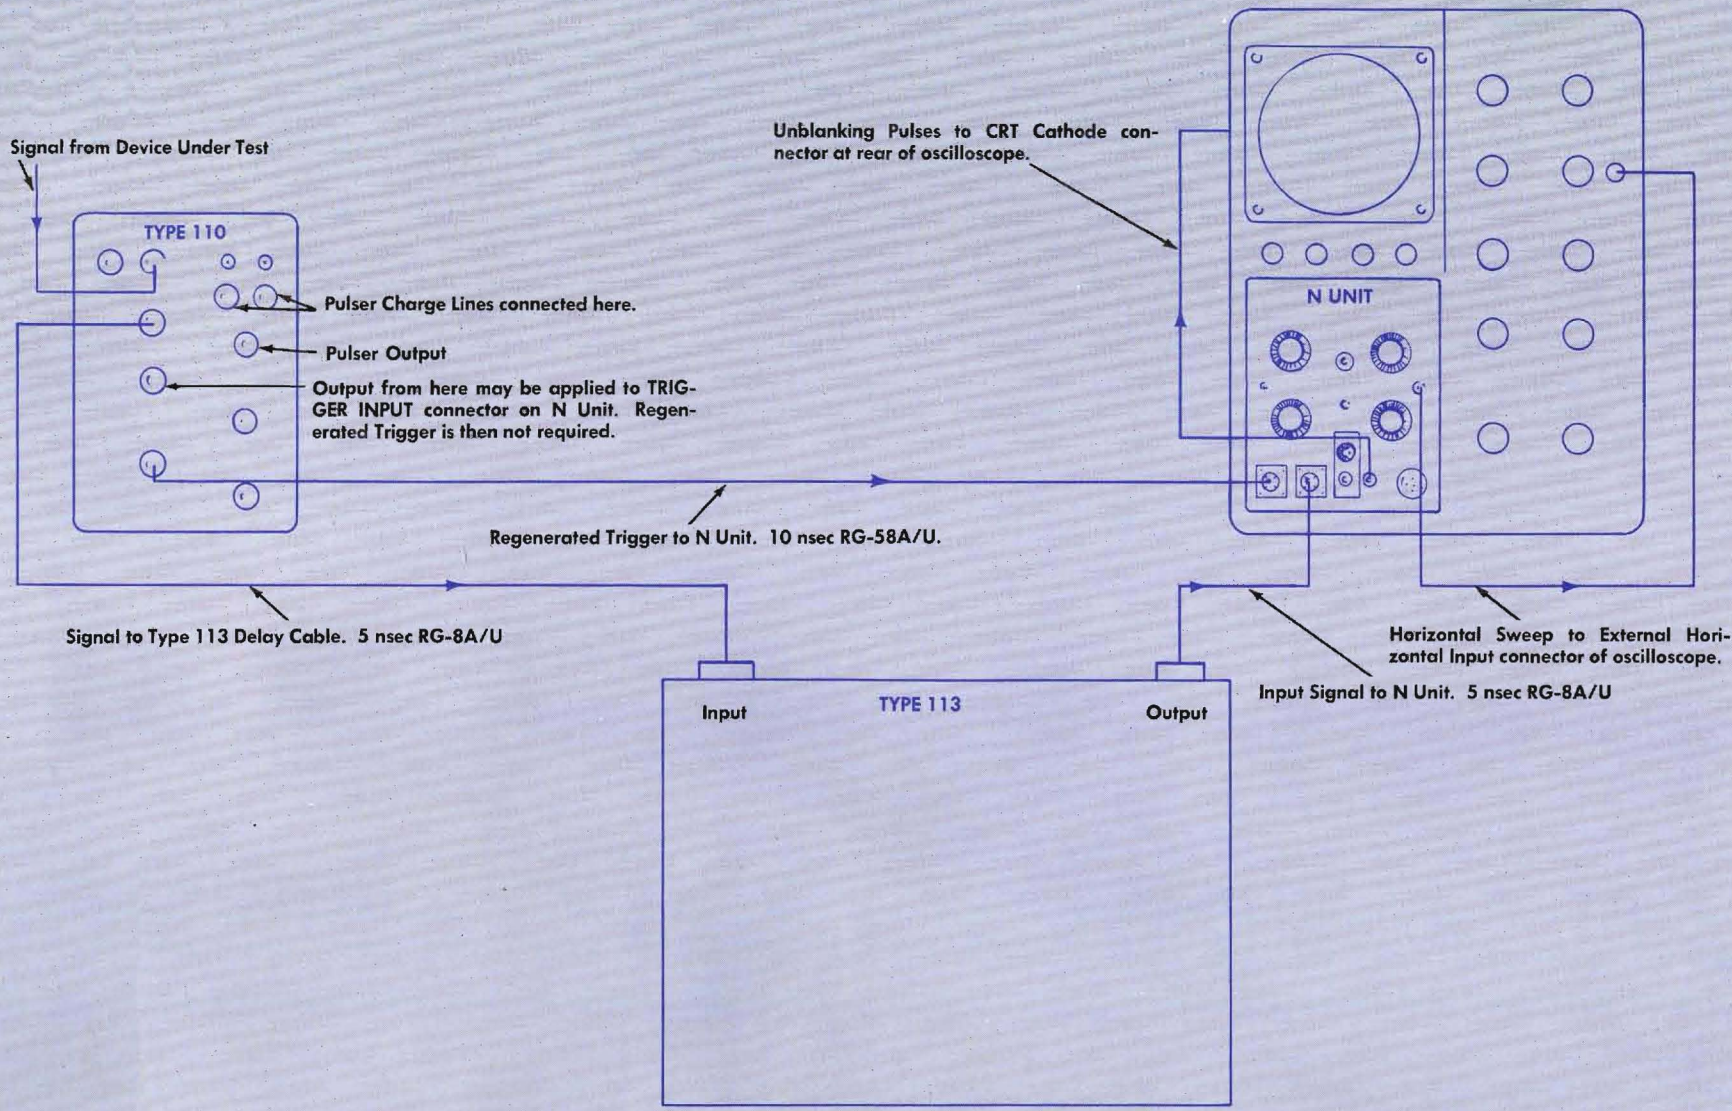 Signal from Device Under Test
TYPE 110
Pulser Charge Lines connected here.
Pulser Output
Output from here may be applied to TRIG-
GER INPUT connector on N Unit. Regen-
erated Trigger is then not required.
Unblanking Pulses to CRT Cathode con-
nector at rear of oscilloscope.
N UNIT
Regenerated Trigger to N Unit. 10 nsec RG-58A/U.
Signal to Type 113 Delay Cable. 5 nsec RG-8A/U
Horizontal Sweep to External Hori-
zontal Input connector of oscilloscope.
Input Signal to N Unit. 5 nsec RG-8A/U
Input
TYPE 113
Output